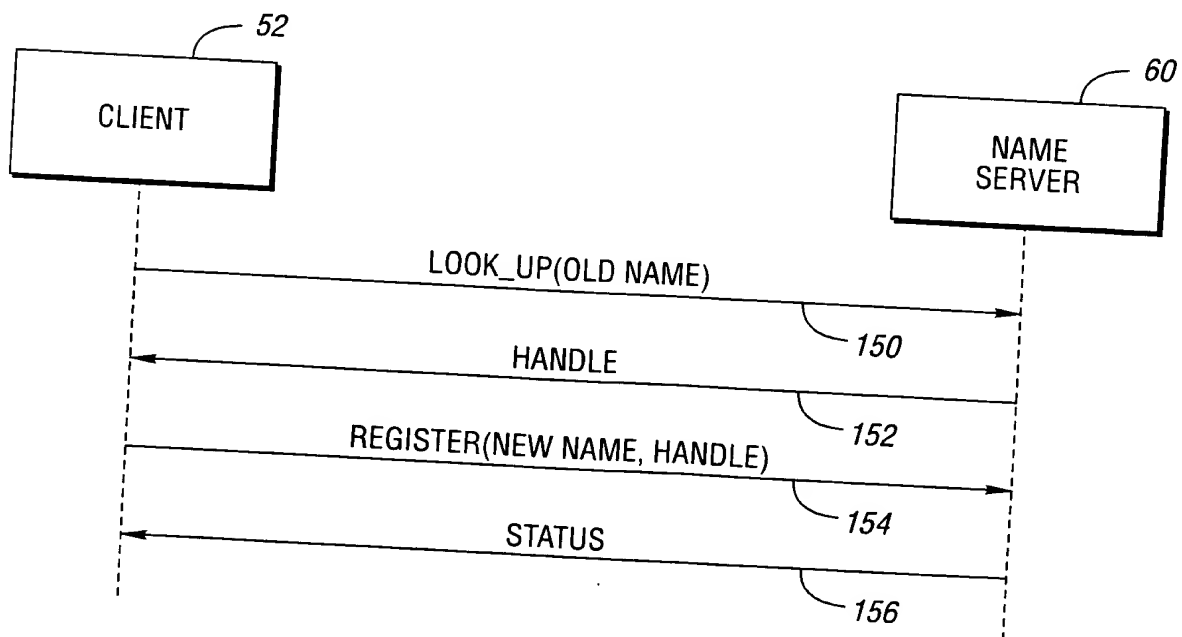 52
CLIENT
60
NAME
SERVER
LOOK_UP(OLD NAME)
150
HANDLE
152
REGISTER(NEW NAME, HANDLE)
154
STATUS
156